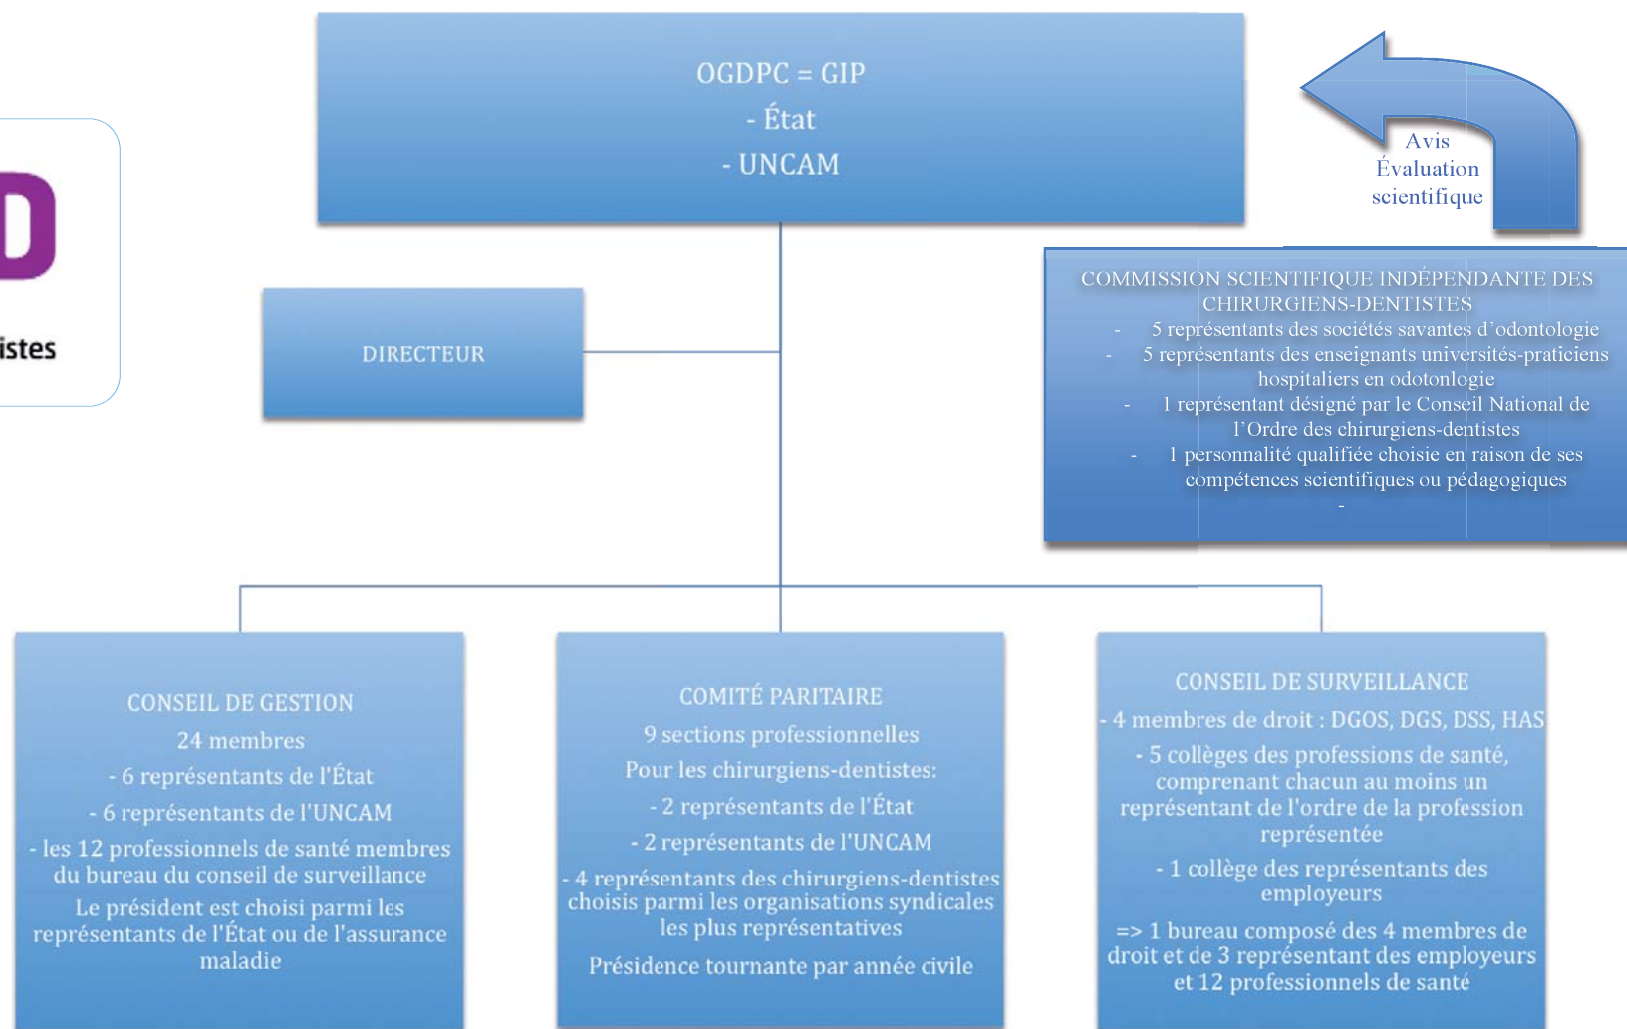 OGDPC = GIP
- État
- UNCAM
Avis
Évaluation
scientifique
D
istes
DIRECTEUR
COMMISSION SCIENTIFIQUE INDÉPENDANTE DES
CHIRURGIENS-DENTISTES
- 5 représentants des sociétés savantes d’odontologie
- 5 représentants des enseignants universités-praticiens
hospitaliers en odotonlogie
- 1 représentant désigné par le Conseil National de
l’Ordre des chirurgiens-dentistes
- 1 personnalité qualifiée choisie en raison de ses
compétences scientifiques ou pédagogiques
-
CONSEIL DE GESTION
24 membres
- 6 représentants de l'État
- 6 représentants de l'UNCAM
- les 12 professionnels de santé membres
du bureau du conseil de surveillance
Le président est choisi parmi les
représentants de l'État ou de l'assurance
maladie
COMITÉ PARITAIRE
9 sections professionnelles
Pour les chirurgiens-dentistes:
- 2 représentants de l'État
- 2 représentants de l'UNCAM
- 4 représentants des chirurgiens-dentistes
choisis parmi les organisations syndicales
les plus représentatives
Présidence tournante par année civile
CONSEIL DE SURVEILLANCE
- 4 membres de droit : DGOS, DGS, DSS, HAS
- 5 collèges des professions de santé,
comprenant chacun au moins un
représentant de l'ordre de la profession
représentée
- 1 collège des représentants des
employeurs
=> 1 bureau composé des 4 membres de
droit et de 3 représentant des employeurs
et 12 professionnels de santé